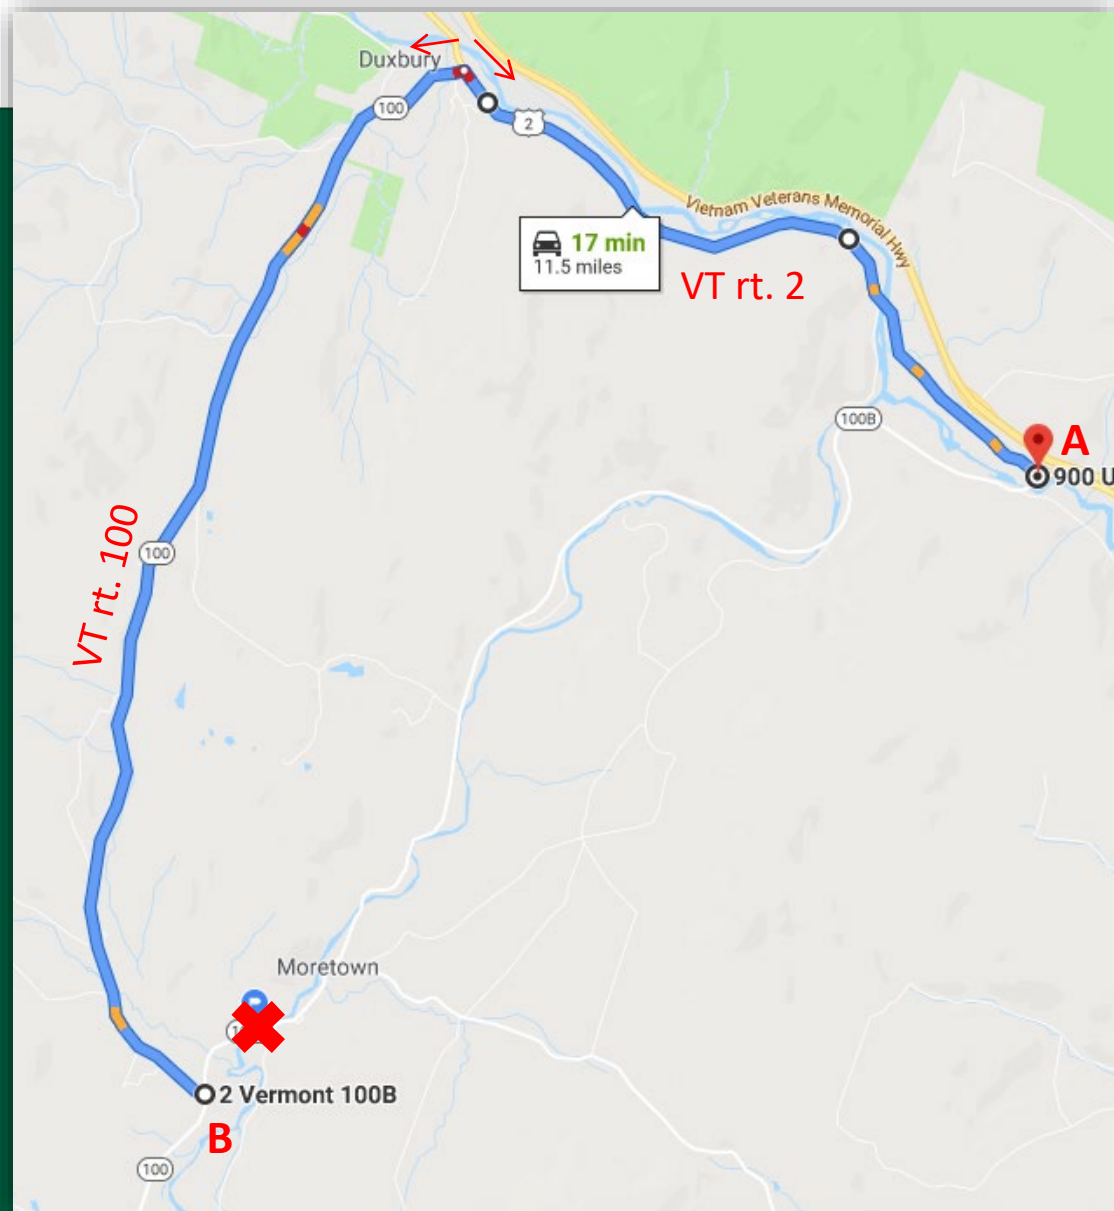 Duxbury
100
2
Vietnam Veterans Memorial Hwy
17 min
11.5 miles
VT rt. 2
100B
A
900 U
VT rt. 100
100
Moretown
2 Vermont 100B
B
100